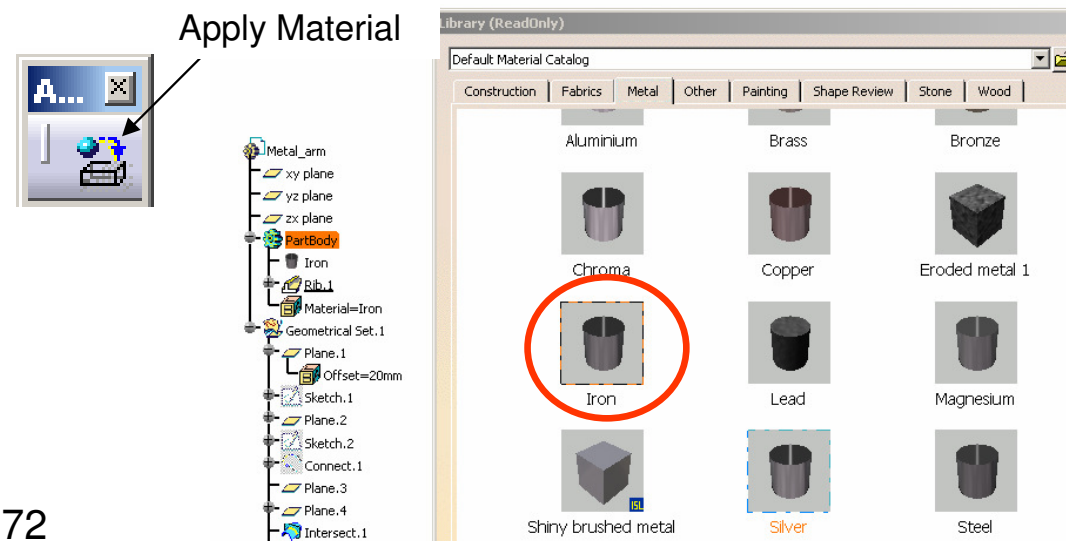 Apply Material
A...
Library (ReadOnly)
Default Material Catalog
Construction Fabrics Metal Other Painting Shape Review Stone Wood
Aluminium Brass Bronze
Chroma Copper Eroded metal 1
Iron Lead Magnesium
ISL
Shiny brushed metal Silver Steel
Metal_arm
xy plane
yz plane
zx plane
PartBody
Iron
Rib.1
Material=Iron
Geometrical Set.1
Plane.1
Offset=20mm
Sketch.1
Plane.2
Sketch.2
Connect.1
Plane.3
Plane.4
Intersect.1
72